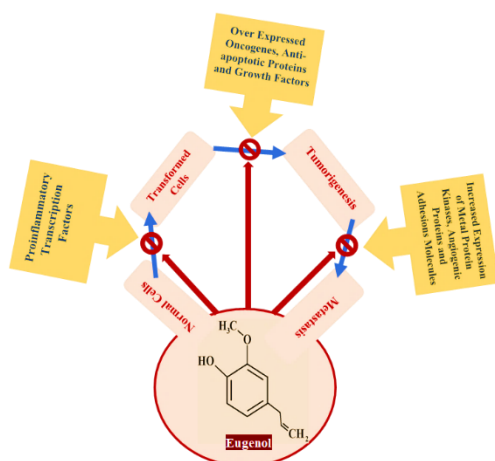 Over Expressed
Oncogenes, Anti-
apoptotic Proteins
and Growth Factors
Proinflammatory
Transcription
Factors
Transformed
Cells
Tumorigenesis
Increased Expression
of Metal Protein
Kinases, Angiogenic
Proteins and
Adhesions Molecules
Normal Cells
Metastasis
H₃C
O
HO
CH₂
Eugenol